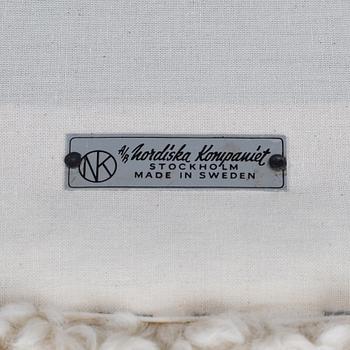 NK
A/B Nordiska Kompaniet
STOCKHOLM
MADE IN SWEDEN